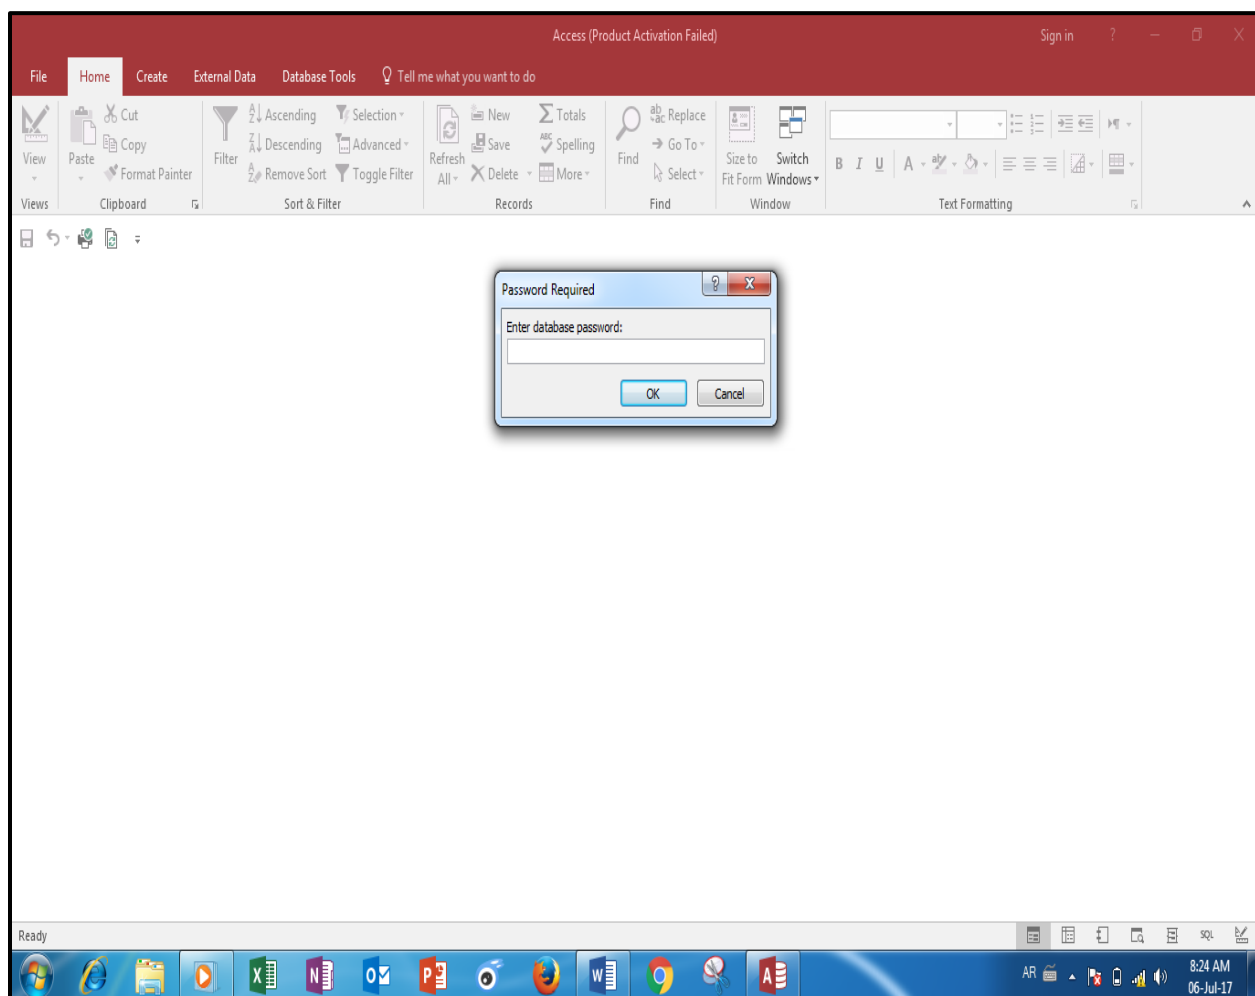 Access (Product Activation Failed)
Sign in ?
File Home Create External Data Database Tools Tell me what you want to do
View
Views
Paste
Cut
Copy
Format Painter
Clipboard
Filter
Ascending
Descending
Remove Sort
Selection
Advanced
Toggle Filter
Sort & Filter
Refresh
All
New
Save
Delete
Totals
Spelling
More
Records
Find
Replace
Go To
Select
Find
Size to
Fit Form
Switch
Windows
Window
B I U A
Text Formatting
Password Required
Enter database password:
OK Cancel
Ready
SQL
AR
8:24 AM
06-Jul-17